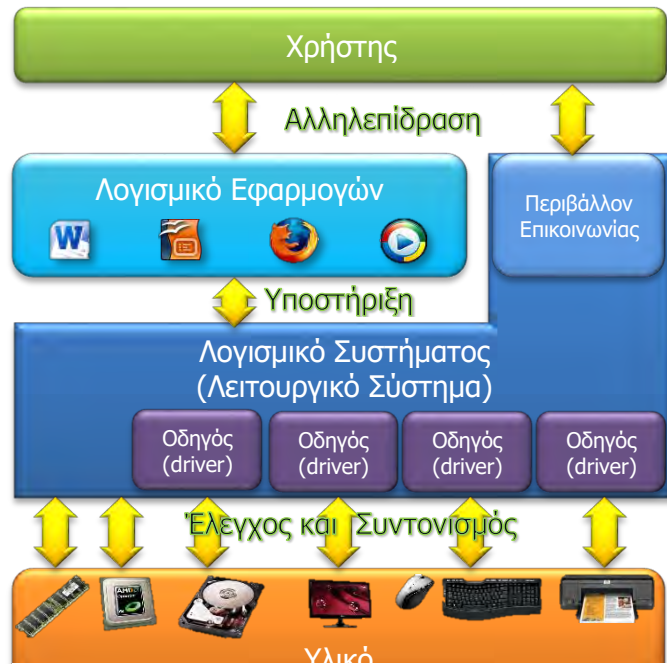 Χρήστης
Αλληλεπίδραση
Λογισμικό Εφαρμογών
Περιβάλλον
Επικοινωνίας
W
Υποστήριξη
Λογισμικό Συστήματος
(Λειτουργικό Σύστημα)
Οδηγός
(driver)
Οδηγός
(driver)
Οδηγός
(driver)
Οδηγός
(driver)
Έλεγχος και Συντονισμός
AMD
Υλικό